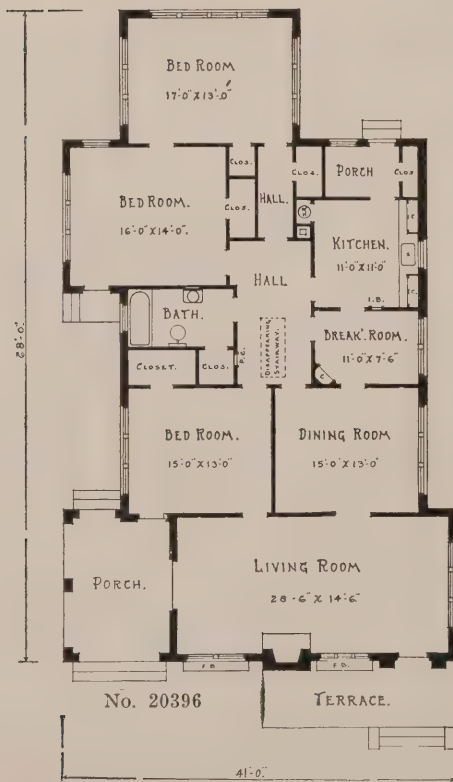 BED ROOM
17'-0" X 13'-0"
CLOS.
CLOS.
PORCH
CLOS
BED ROOM.
16'-0" X 14'-0".
CLOS.
HALL.
KITCHEN.
11'-0" X 11'-0"
S
HALL
I.B.
BATH.
BREAK'. ROOM.
11'-0" X 7'-6"
DISAPPEARING
STAIRWAY.
CLOSET.
CLOS.
C
BED ROOM.
15'-0" X 13'-0"
DINING ROOM
15'-0" X 13'-0"
LIVING ROOM
28'-6" X 14'-6"
PORCH.
F.B.
No. 20396
TERRACE.
41'-0".